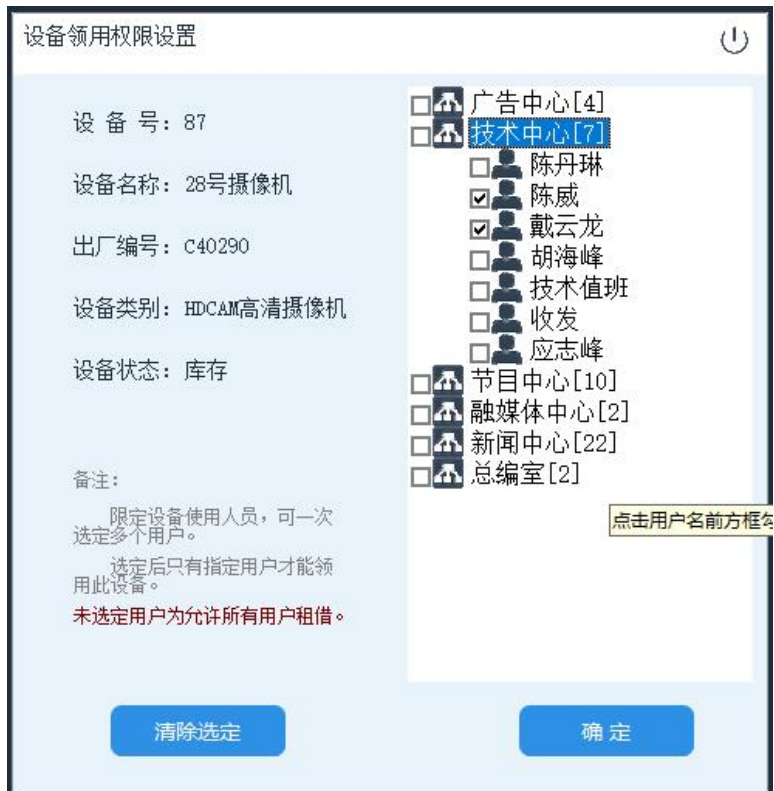 设备领用权限设置
设 备 号：87
设备名称：28号摄像机
出厂编号：C40290
设备类别：HDCAM高清摄像机
设备状态：库存
备注：
限定设备使用人员，可一次
选定多个用户。
选定后只有指定用户才能领
用此设备。
未选定用户为允许所有用户租借。
清除选定
广告中心[4]
技术中心[7]
陈丹琳
陈威
戴云龙
胡海峰
技术值班
收发
应志峰
节目中心[10]
融媒体中心[2]
新闻中心[22]
总编室[2]
点击用户名前方框勾
确 定